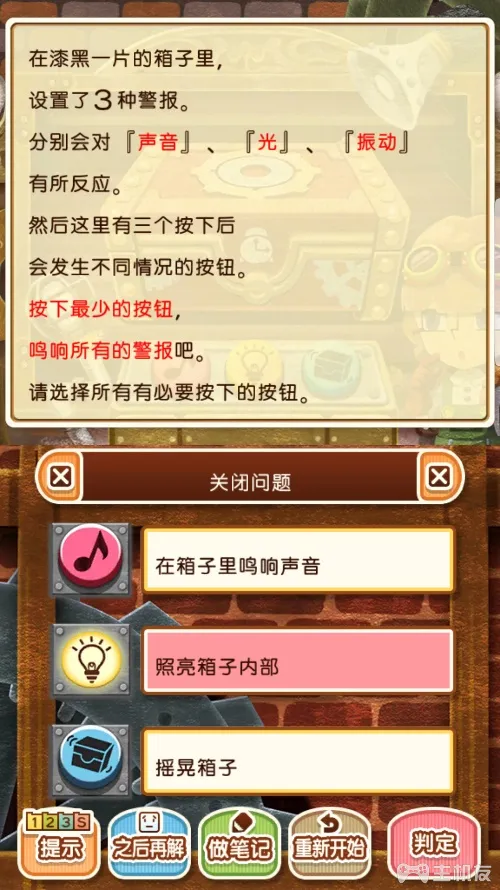 在漆黑一片的箱子里,
设置了3种警报。
分别会对『声音』、『光』、『振动』
有所反应。
然后这里有三个按下后
会发生不同情况的按钮。
按下最少的按钮,
鸣响所有的警报吧。
请选择所有有必要按下的按钮。
关闭问题
在箱子里鸣响声音
照亮箱子内部
摇晃箱子
123S
提示
之后再解
做笔记
重新开始
判定
主机友